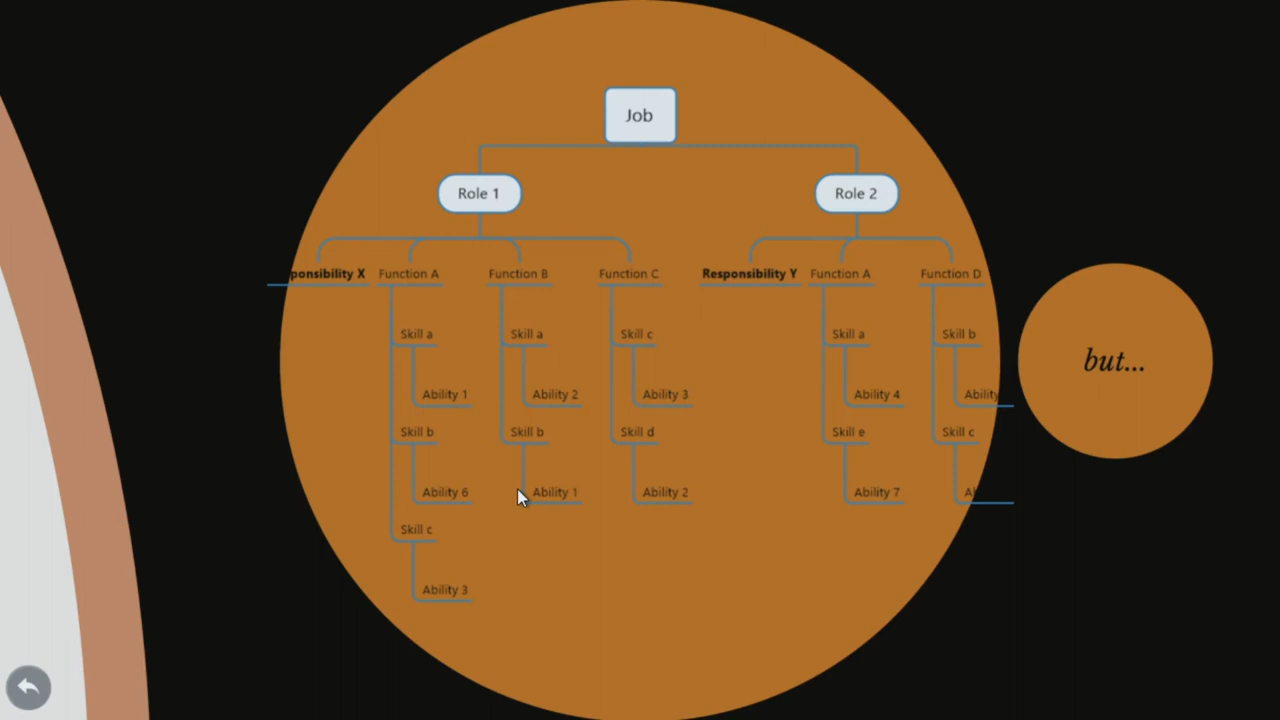 Job
Role 1 Role 2
ponsibility X Function A Function B Function C Responsibility Y Function A Function D
Skill a Skill a Skill c Skill a Skill b
Ability 1 Ability 2 Ability 3 Ability 4 Ability
but...
Skill b Skill b Skill d Skill e Skill c
Ability 6 Ability 1 Ability 2 Ability 7
Skill c
Ability 3